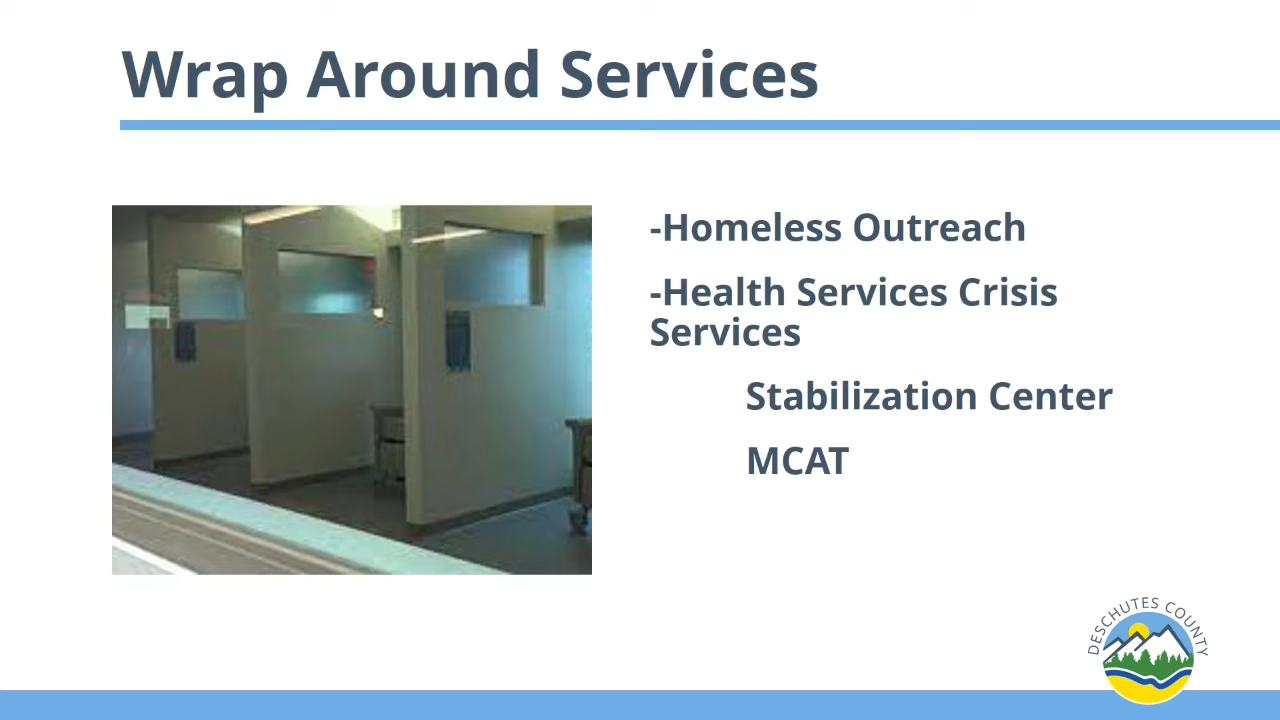 Wrap Around Services
-Homeless Outreach
-Health Services Crisis
Services
Stabilization Center
MCAT
DESCHUTES COUNTY